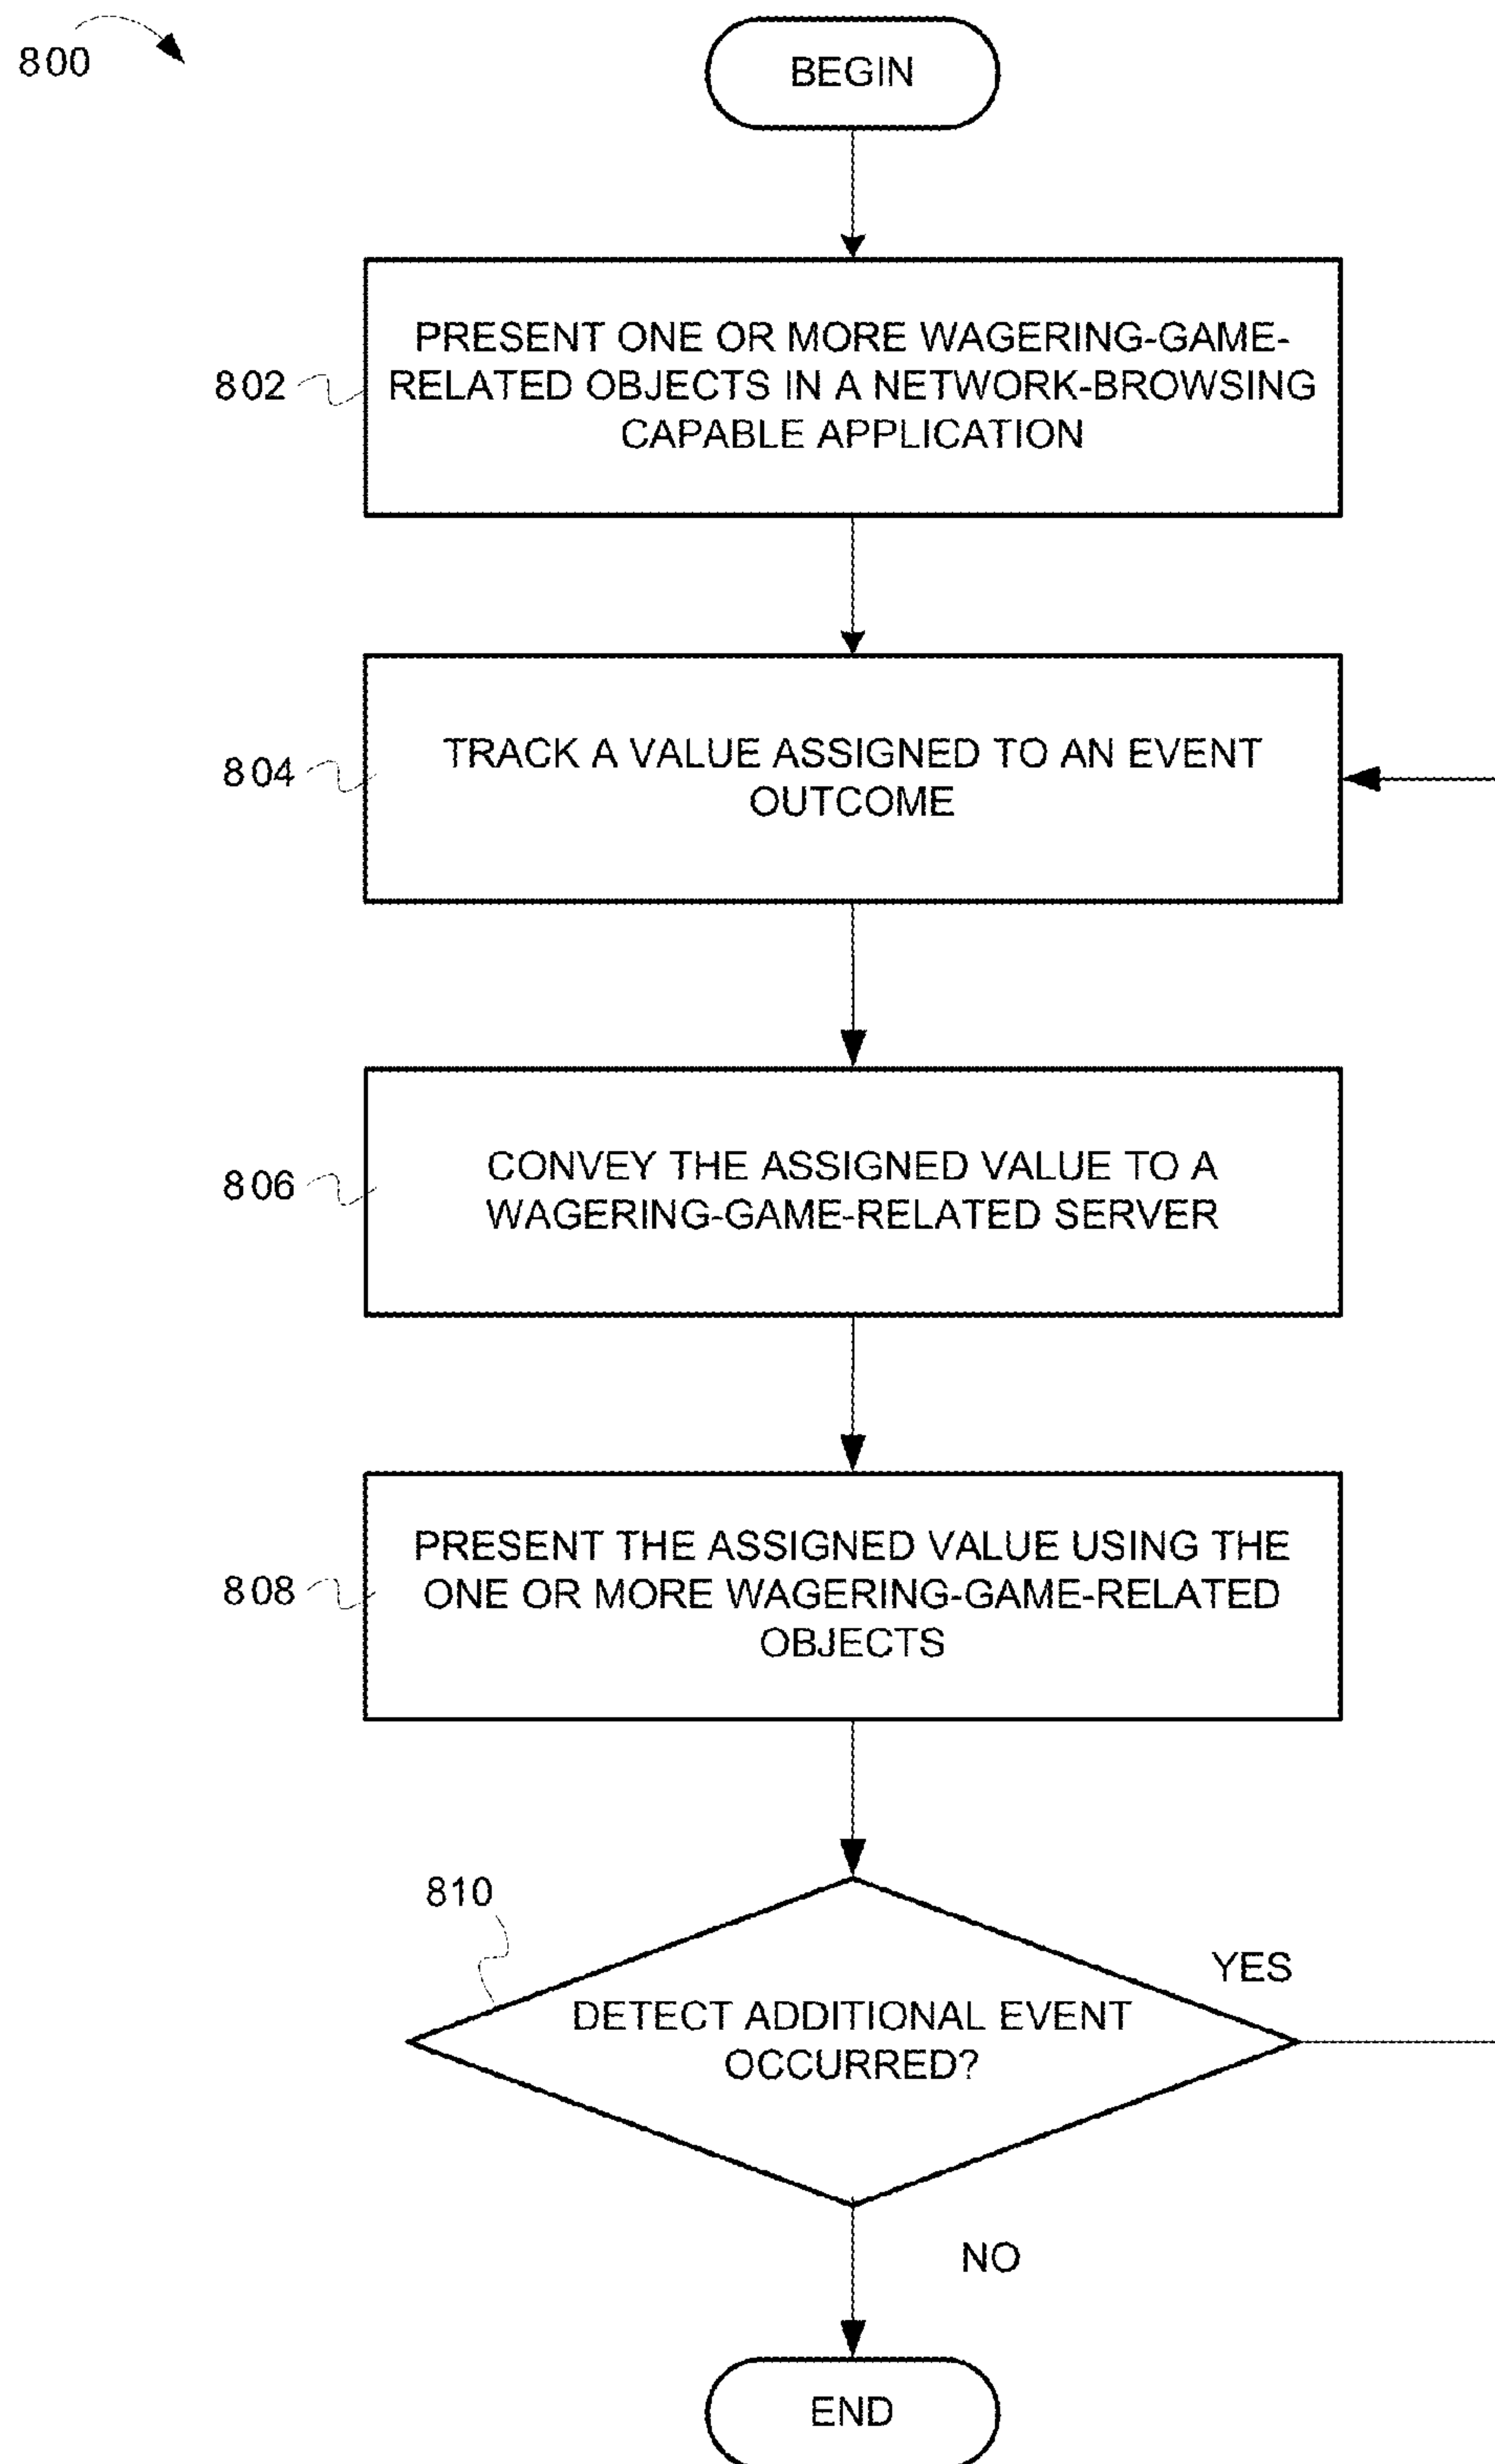 800
BEGIN
PRESENT ONE OR MORE WAGERING-GAME-
802
RELATED OBJECTS IN A NETWORK-BROWSING
CAPABLE APPLICATION
804
TRACK A VALUE ASSIGNED TO AN EVENT
OUTCOME
806
CONVEY THE ASSIGNED VALUE TO A
WAGERING-GAME-RELATED SERVER
808
PRESENT THE ASSIGNED VALUE USING THE
ONE OR MORE WAGERING-GAME-RELATED
OBJECTS
810
YES
DETECT ADDITIONAL EVENT
OCCURRED?
NO
END